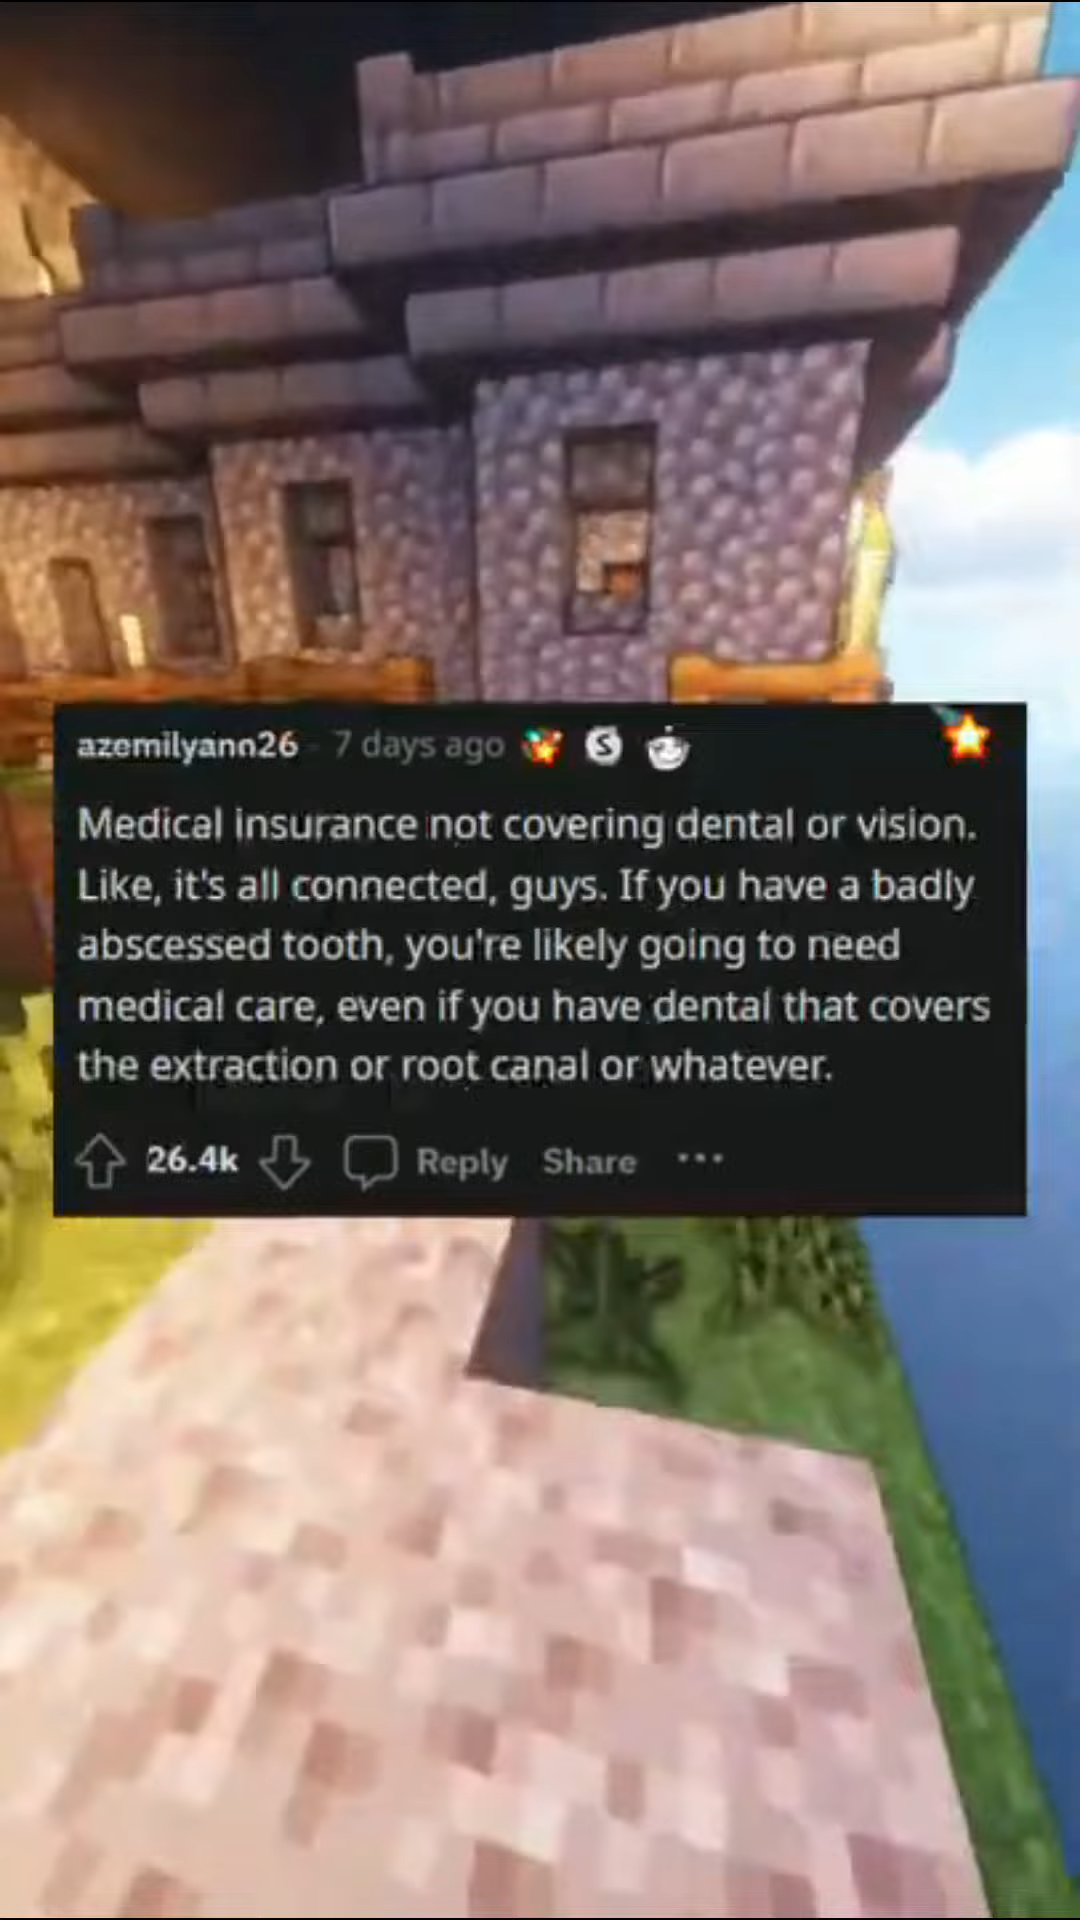 azemilyann26 · 7 days ago
Medical insurance not covering dental or vision.
Like, it's all connected, guys. If you have a badly
abscessed tooth, you're likely going to need
medical care, even if you have dental that covers
the extraction or root canal or whatever.
26.4k Reply Share ...